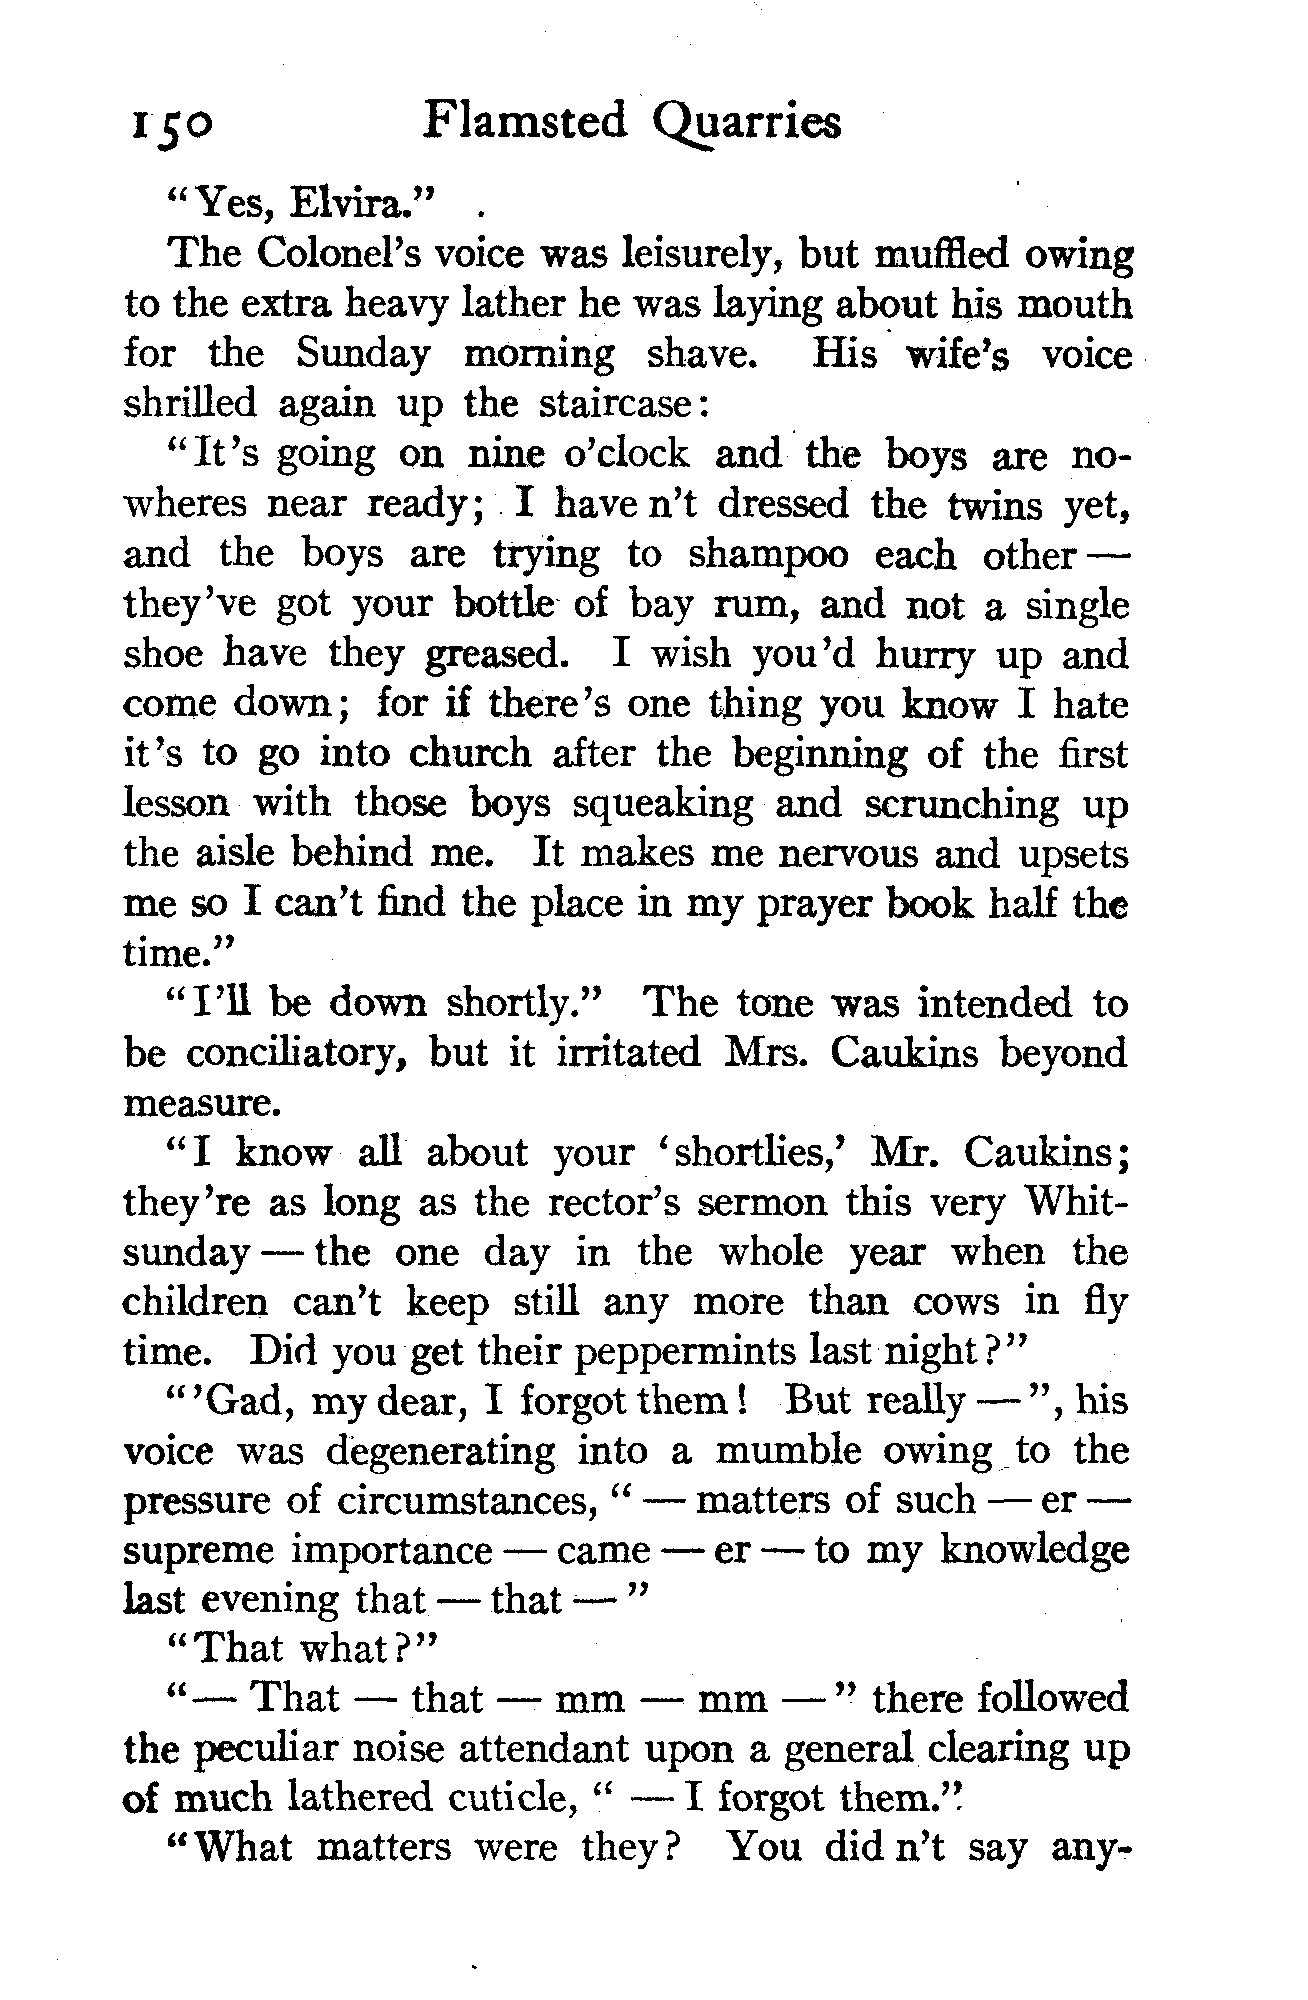 150 Flamsted Quarries
"Yes, Elvira."
The Colonel's voice was leisurely, but muffled owing
to the extra heavy lather he was laying about his mouth
for the Sunday morning shave. His wife's voice
shrilled again up the staircase:
"It's going on nine o'clock and the boys are no-
wheres near ready; I have n't dressed the twins yet,
and the boys are trying to shampoo each other —
they've got your bottle of bay rum, and not a single
shoe have they greased. I wish you'd hurry up and
come down; for if there's one thing you know I hate
it's to go into church after the beginning of the first
lesson with those boys squeaking and scrunching up
the aisle behind me. It makes me nervous and upsets
me so I can't find the place in my prayer book half the
time."
"I'll be down shortly." The tone was intended to
be conciliatory, but it irritated Mrs. Caukins beyond
measure.
"I know all about your 'shortlies,' Mr. Caukins;
they're as long as the rector's sermon this very Whit-
sunday — the one day in the whole year when the
children can't keep still any more than cows in fly
time. Did you get their peppermints last night?"
"'Gad, my dear, I forgot them! But really —", his
voice was degenerating into a mumble owing to the
pressure of circumstances, " — matters of such — er —
supreme importance — came — er — to my knowledge
last evening that — that — "
"That what?"
"— That — that — mm — mm — " there followed
the peculiar noise attendant upon a general clearing up
of much lathered cuticle, " — I forgot them."
"What matters were they? You did n't say any-